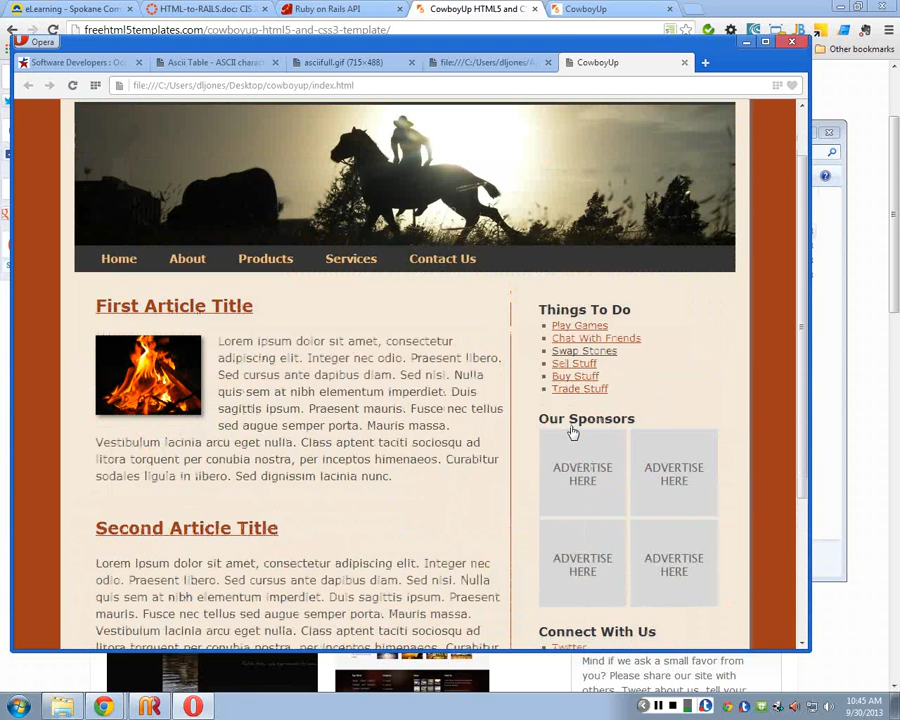 eLearning - Spokane Com
HTML-to-RAILS.doc: CIS A
Ruby on Rails API
CowboyUp HTML5 and C
CowboyUp
freehtml5templates.com/cowboyup-html5-and-css3-template/
Other bookmarks
Opera
Software Developers : Oc
Ascii Table - ASCII charac
asciifull.gif (715×488)
file:///C:/Users/dljones/A
CowboyUp
file:///C:/Users/dljones/Desktop/cowboyup/index.html
Home
About
Products
Services
Contact Us
First Article Title
Lorem ipsum dolor sit amet, consectetur
adipiscing elit. Integer nec odio. Praesent libero.
Sed cursus ante dapibus diam. Sed nisi. Nulla
quis sem at nibh elementum imperdiet. Duis
sagittis ipsum. Praesent mauris. Fusce nec tellus
sed augue semper porta. Mauris massa.
Vestibulum lacinia arcu eget nulla. Class aptent taciti sociosqu ad
litora torquent per conubia nostra, per inceptos himenaeos. Curabitur
sodales ligula in libero. Sed dignissim lacinia nunc.
Second Article Title
Lorem ipsum dolor sit amet, consectetur adipiscing elit. Integer nec
odio. Praesent libero. Sed cursus ante dapibus diam. Sed nisi. Nulla
quis sem at nibh elementum imperdiet. Duis sagittis ipsum. Praesent
mauris. Fusce nec tellus sed augue semper porta. Mauris massa.
Vestibulum lacinia arcu eget nulla. Class aptent taciti sociosqu ad
Things To Do
Play Games
Chat With Friends
Swap Stories
Sell Stuff
Buy Stuff
Trade Stuff
Our Sponsors
ADVERTISE
HERE
ADVERTISE
HERE
ADVERTISE
HERE
ADVERTISE
HERE
Connect With Us
Twitter
Mind if we ask a small favor from
you? Please share our site with
others. Tweet about us, tell your
10:45 AM
9/30/2013